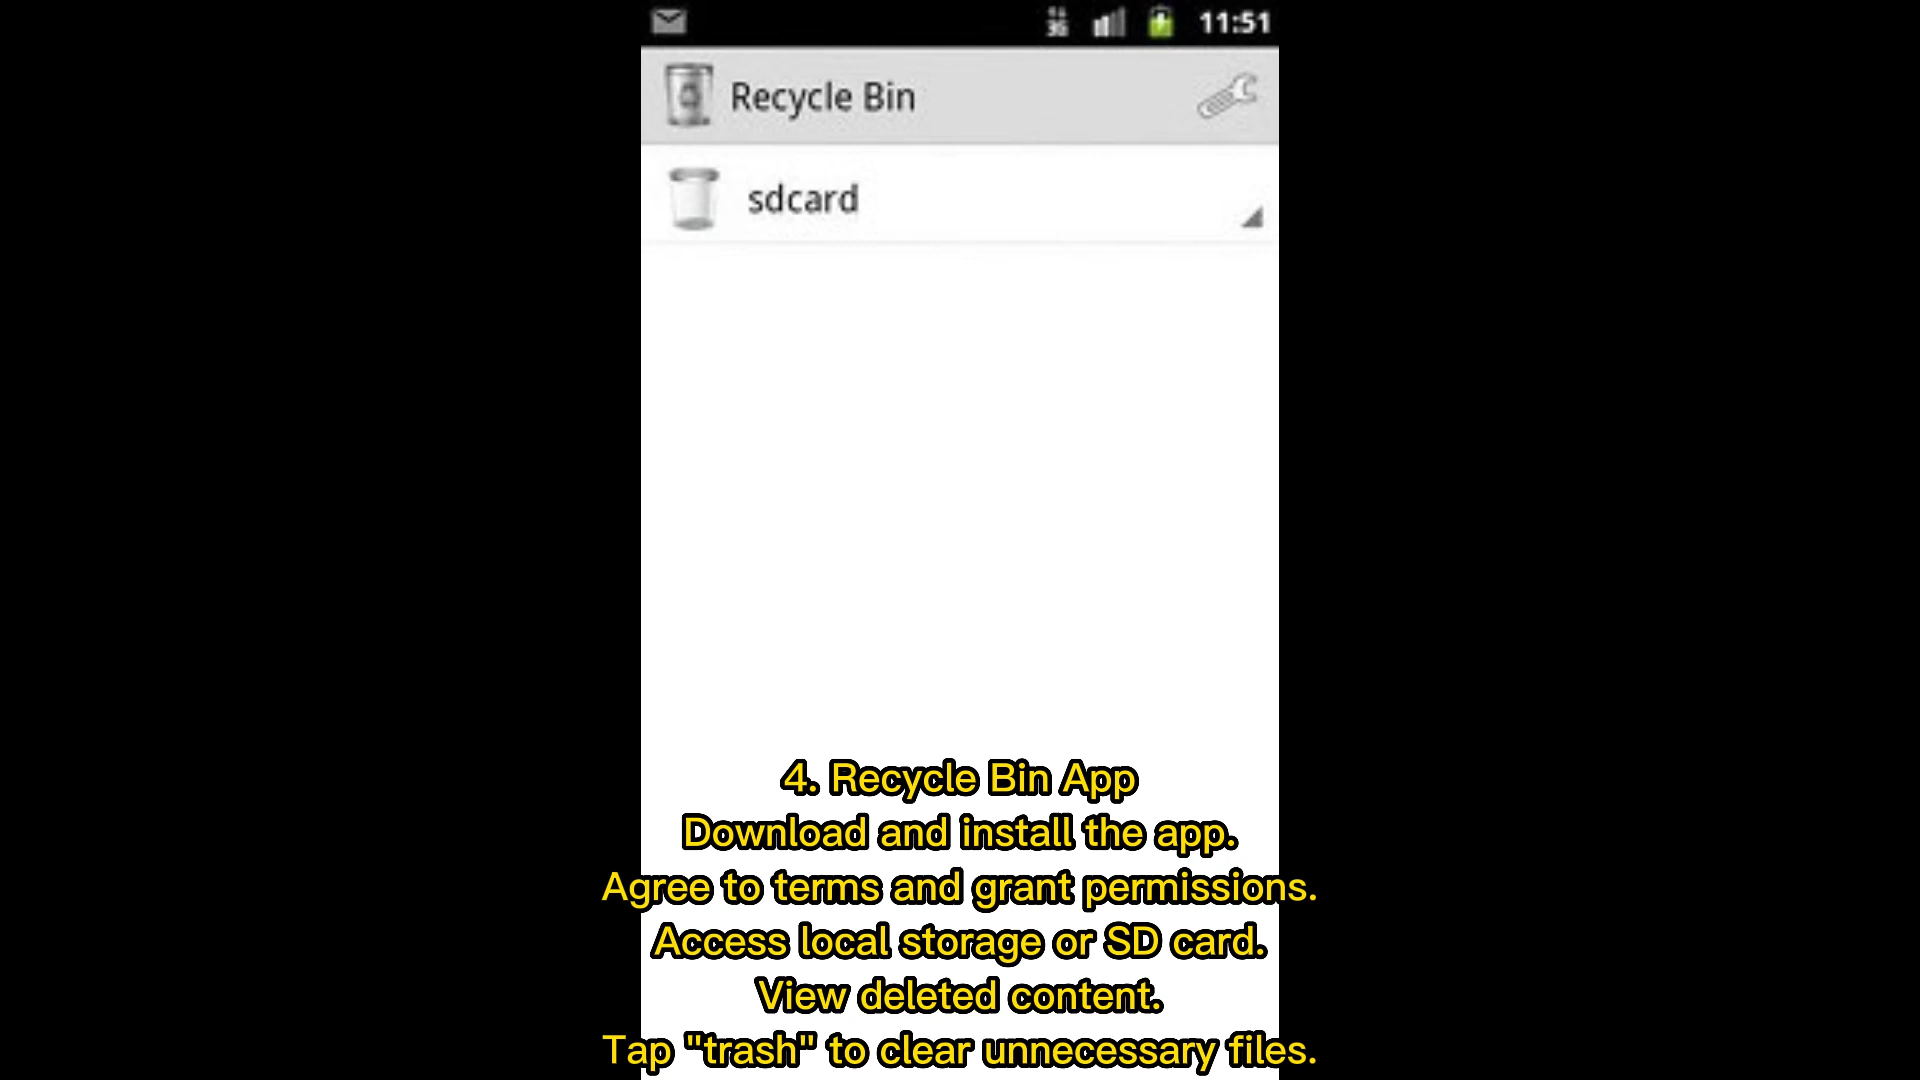 3G 11:51
Recycle Bin
sdcard
4. Recycle Bin App
Download and install the app.
Agree to terms and grant permissions.
Access local storage or SD card.
View deleted content.
Tap "trash" to clear unnecessary files.